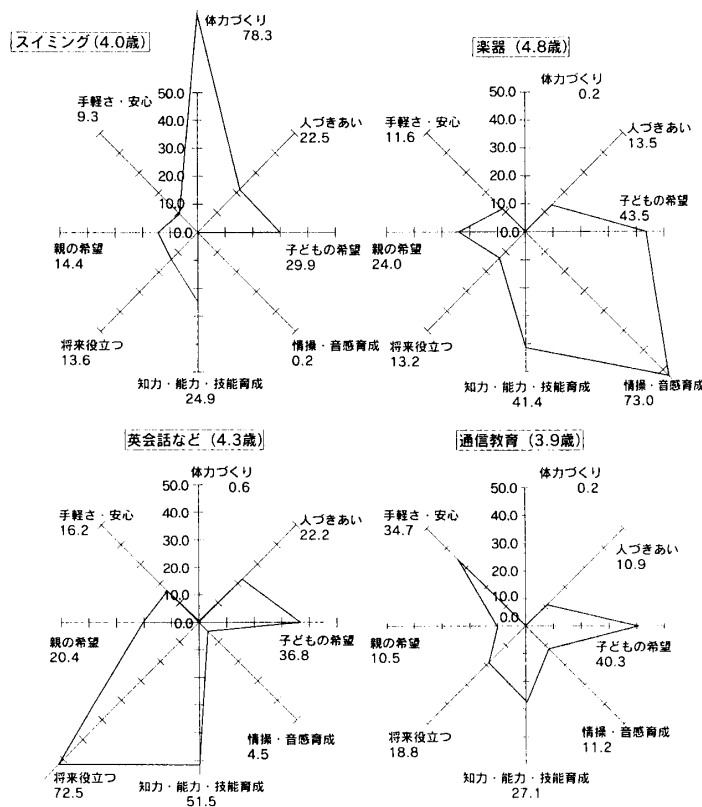 スイミング(4.0歳)
体力づくり
78.3
手軽さ・安心
9.3
50.0
40.0
30.0
20.0
10.0
0.0
人づきあい
22.5
親の希望
14.4
子どもの希望
29.9
将来役立つ
13.6
情操・音感育成
0.2
知力・能力・技能育成
24.9
楽器(4.8歳)
体力づくり
0.2
手軽さ・安心
11.6
50.0
40.0
30.0
20.0
10.0
0.0
人づきあい
13.5
子どもの希望
43.5
親の希望
24.0
将来役立つ
13.2
知力・能力・技能育成
41.4
情操・音感育成
73.0
英会話など(4.3歳)
体力づくり
0.6
手軽さ・安心
16.2
50.0
40.0
30.0
20.0
10.0
0.0
人づきあい
22.2
親の希望
20.4
子どもの希望
36.8
情操・音感育成
4.5
将来役立つ
72.5
知力・能力・技能育成
51.5
通信教育(3.9歳)
体力づくり
0.2
手軽さ・安心
34.7
50.0
40.0
30.0
20.0
10.0
0.0
人づきあい
10.9
親の希望
10.5
子どもの希望
40.3
将来役立つ
18.8
情操・音感育成
11.2
知力・能力・技能育成
27.1